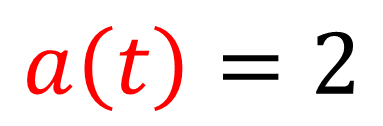 a(t) = 2